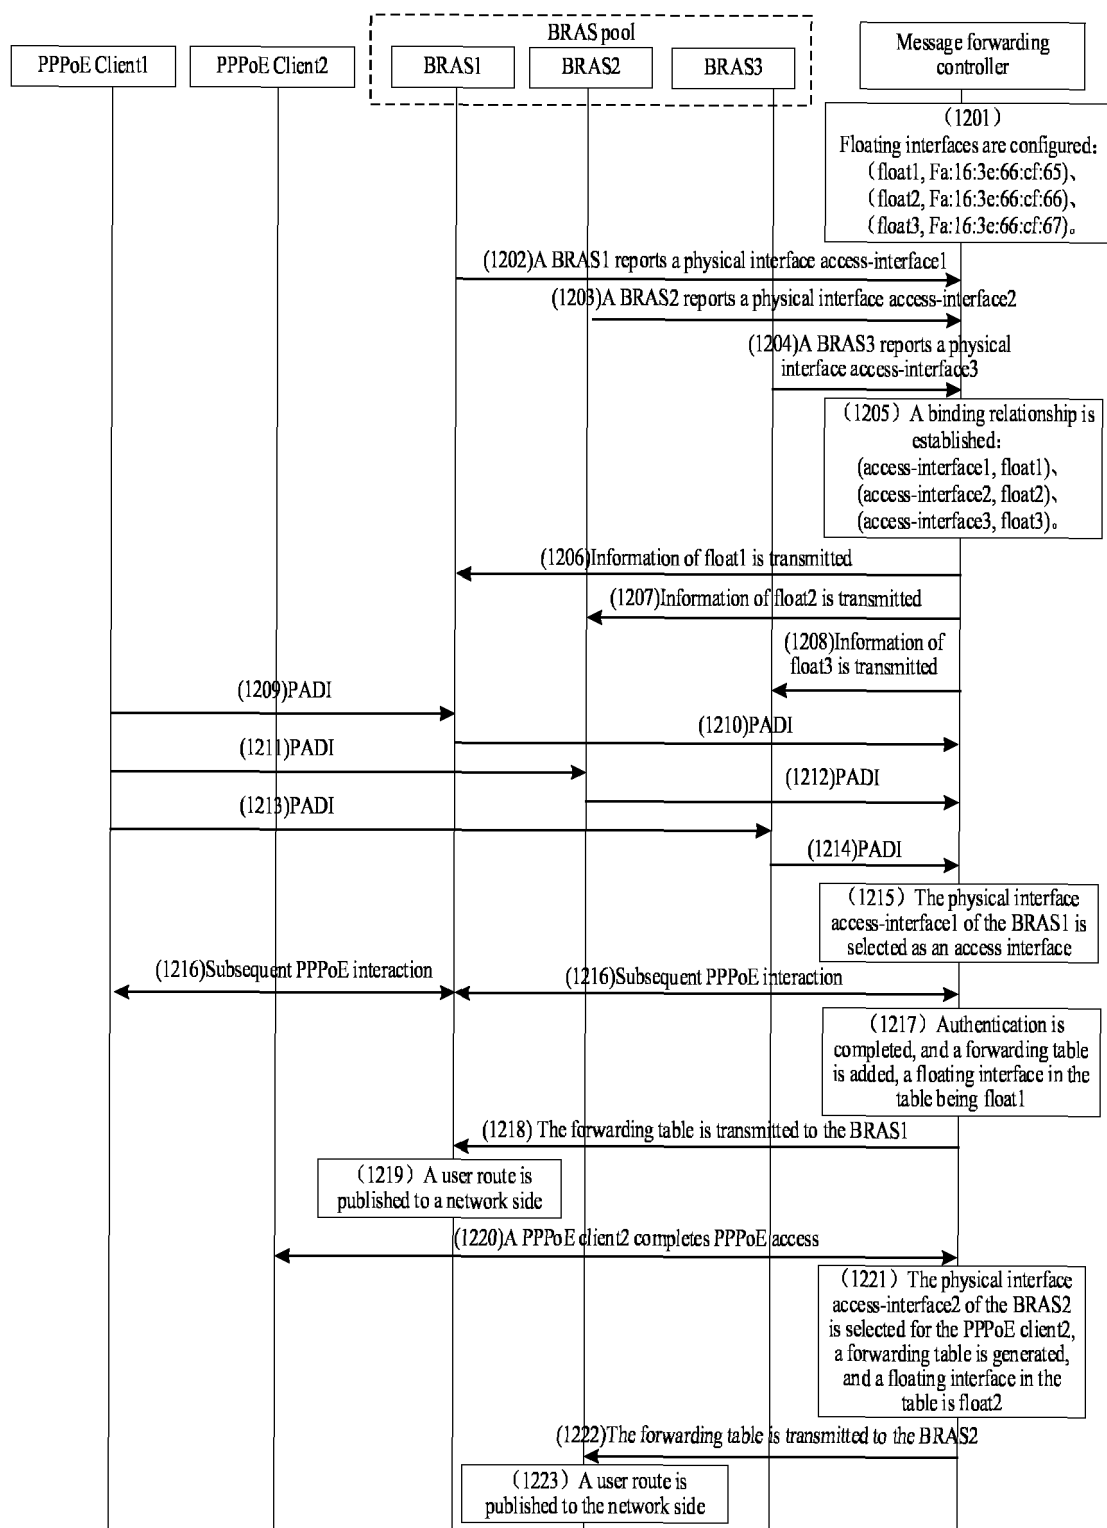 BRAS pool
PPPoE Client1
PPPoE Client2
BRAS1
BRAS2
BRAS3
Message forwarding
controller
(1201)
Floating interfaces are configured:
(float1, Fa:16:3e:66:cf:65)、
(float2, Fa:16:3e:66:cf:66)、
(float3, Fa:16:3e:66:cf:67)。
(1202)A BRAS1 reports a physical interface access-interface1
(1203)A BRAS2 reports a physical interface access-interface2
(1204)A BRAS3 reports a physical
interface access-interface3
(1205) A binding relationship is
established:
(access-interface1, float1)、
(access-interface2, float2)、
(access-interface3, float3)。
(1206)Information of float1 is transmitted
(1207)Information of float2 is transmitted
(1208)Information of
float3 is transmitted
(1209)PADI
(1210)PADI
(1211)PADI
(1212)PADI
(1213)PADI
(1214)PADI
(1215) The physical interface
access-interface1 of the BRAS1 is
selected as an access interface
(1216)Subsequent PPPoE interaction
(1216)Subsequent PPPoE interaction
(1217) Authentication is
completed, and a forwarding table
is added, a floating interface in the
table being float1
(1218) The forwarding table is transmitted to the BRAS1
(1219) A user route is
published to a network side
(1220)A PPPoE client2 completes PPPoE access
(1221) The physical interface
access-interface2 of the BRAS2
is selected for the PPPoE client2,
a forwarding table is generated,
and a floating interface in the
table is float2
(1222)The forwarding table is transmitted to the BRAS2
(1223) A user route is
published to the network side